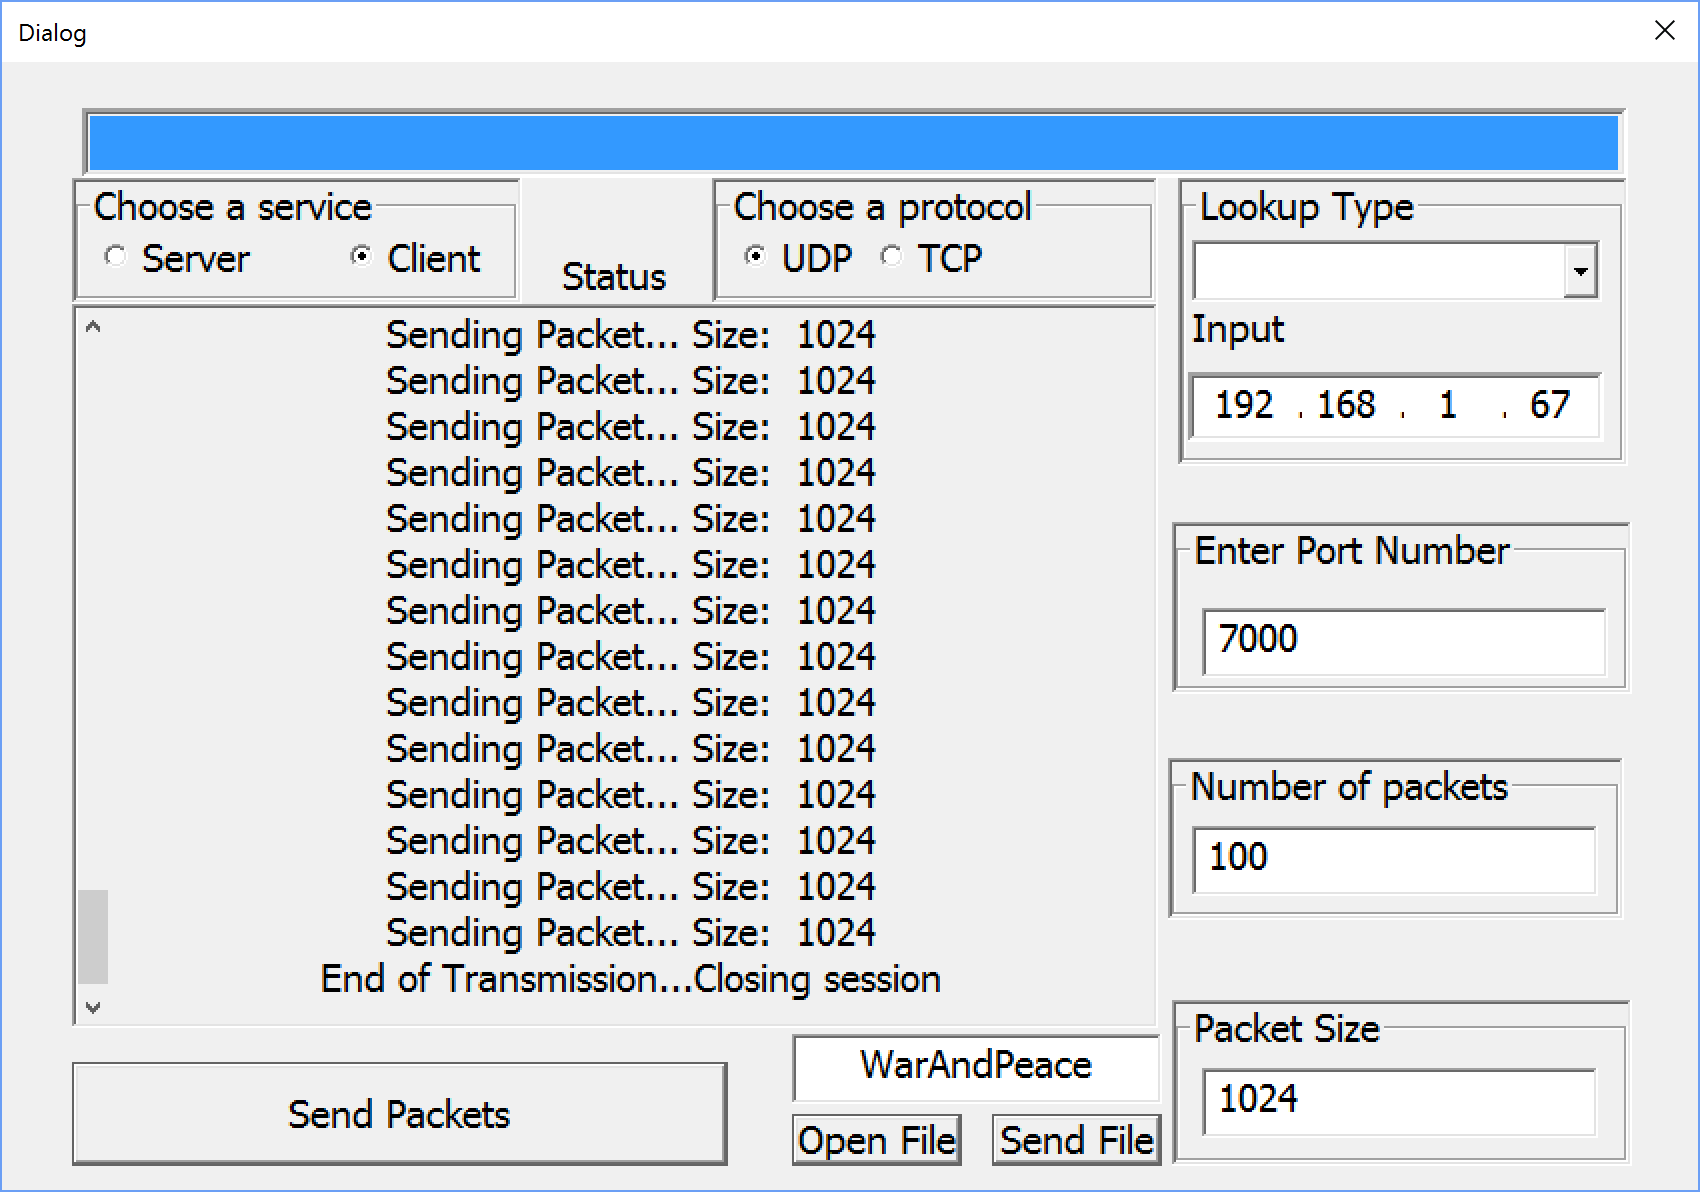 Dialog
Choose a service
Server Client
Status
Choose a protocol
UDP TCP
Lookup Type
Input
192 . 168 . 1 . 67
Sending Packet... Size: 1024
Sending Packet... Size: 1024
Sending Packet... Size: 1024
Sending Packet... Size: 1024
Sending Packet... Size: 1024
Sending Packet... Size: 1024
Sending Packet... Size: 1024
Sending Packet... Size: 1024
Sending Packet... Size: 1024
Sending Packet... Size: 1024
Sending Packet... Size: 1024
Sending Packet... Size: 1024
Sending Packet... Size: 1024
Sending Packet... Size: 1024
End of Transmission...Closing session
Enter Port Number
7000
Number of packets
100
Packet Size
1024
WarAndPeace
Send Packets
Open File
Send File